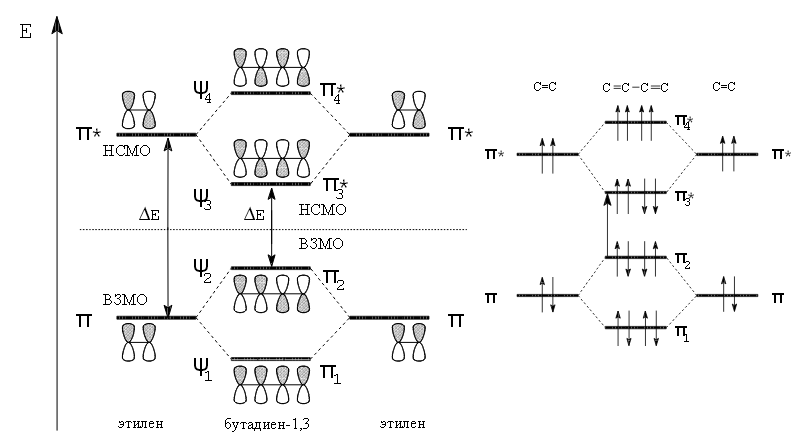 E
Ψ4
π4*
π*
НСМО
π*
ΔE
Ψ3
ΔE
π3*
НСМО
ВЗМО
Ψ2
π2
ВЗМО
π
π
Ψ1
π1
этилен
бутадиен-1,3
этилен
C=C
C=C-C=C
C=C
π4*
π*
π*
π3*
π2
π
π
π1